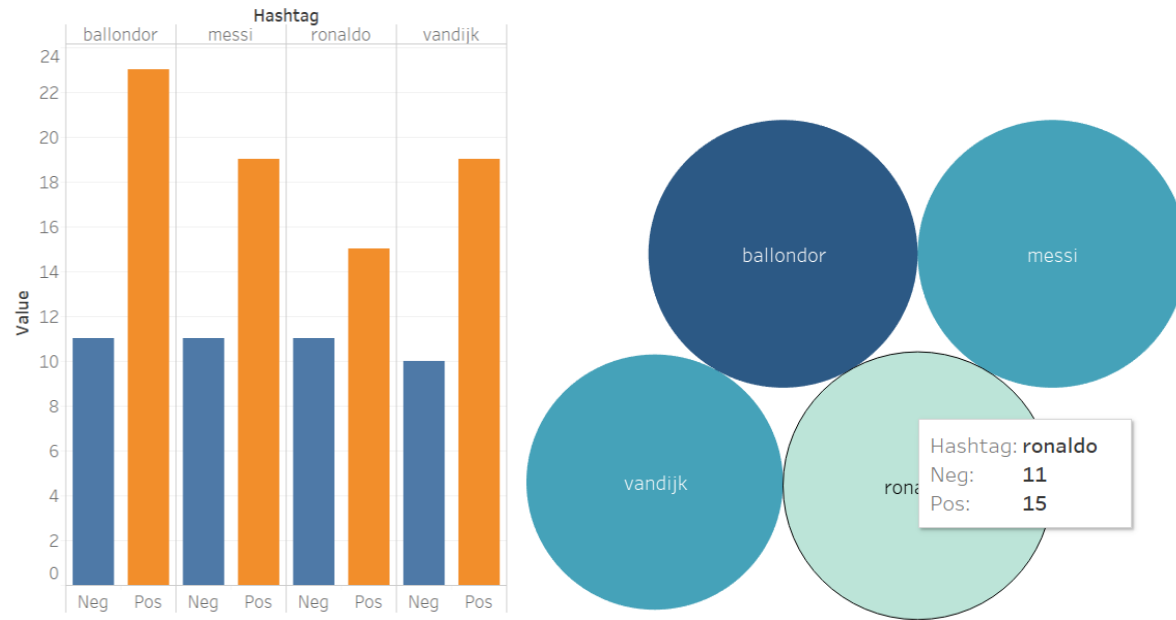 Hashtag
ballondor messi ronaldo vandijk
24
22
20
18
16
14
12
10
8
6
4
2
0
Value
Neg Pos Neg Pos Neg Pos Neg Pos
ballondor
messi
vandijk
rona
Hashtag: ronaldo
Neg: 11
Pos: 15